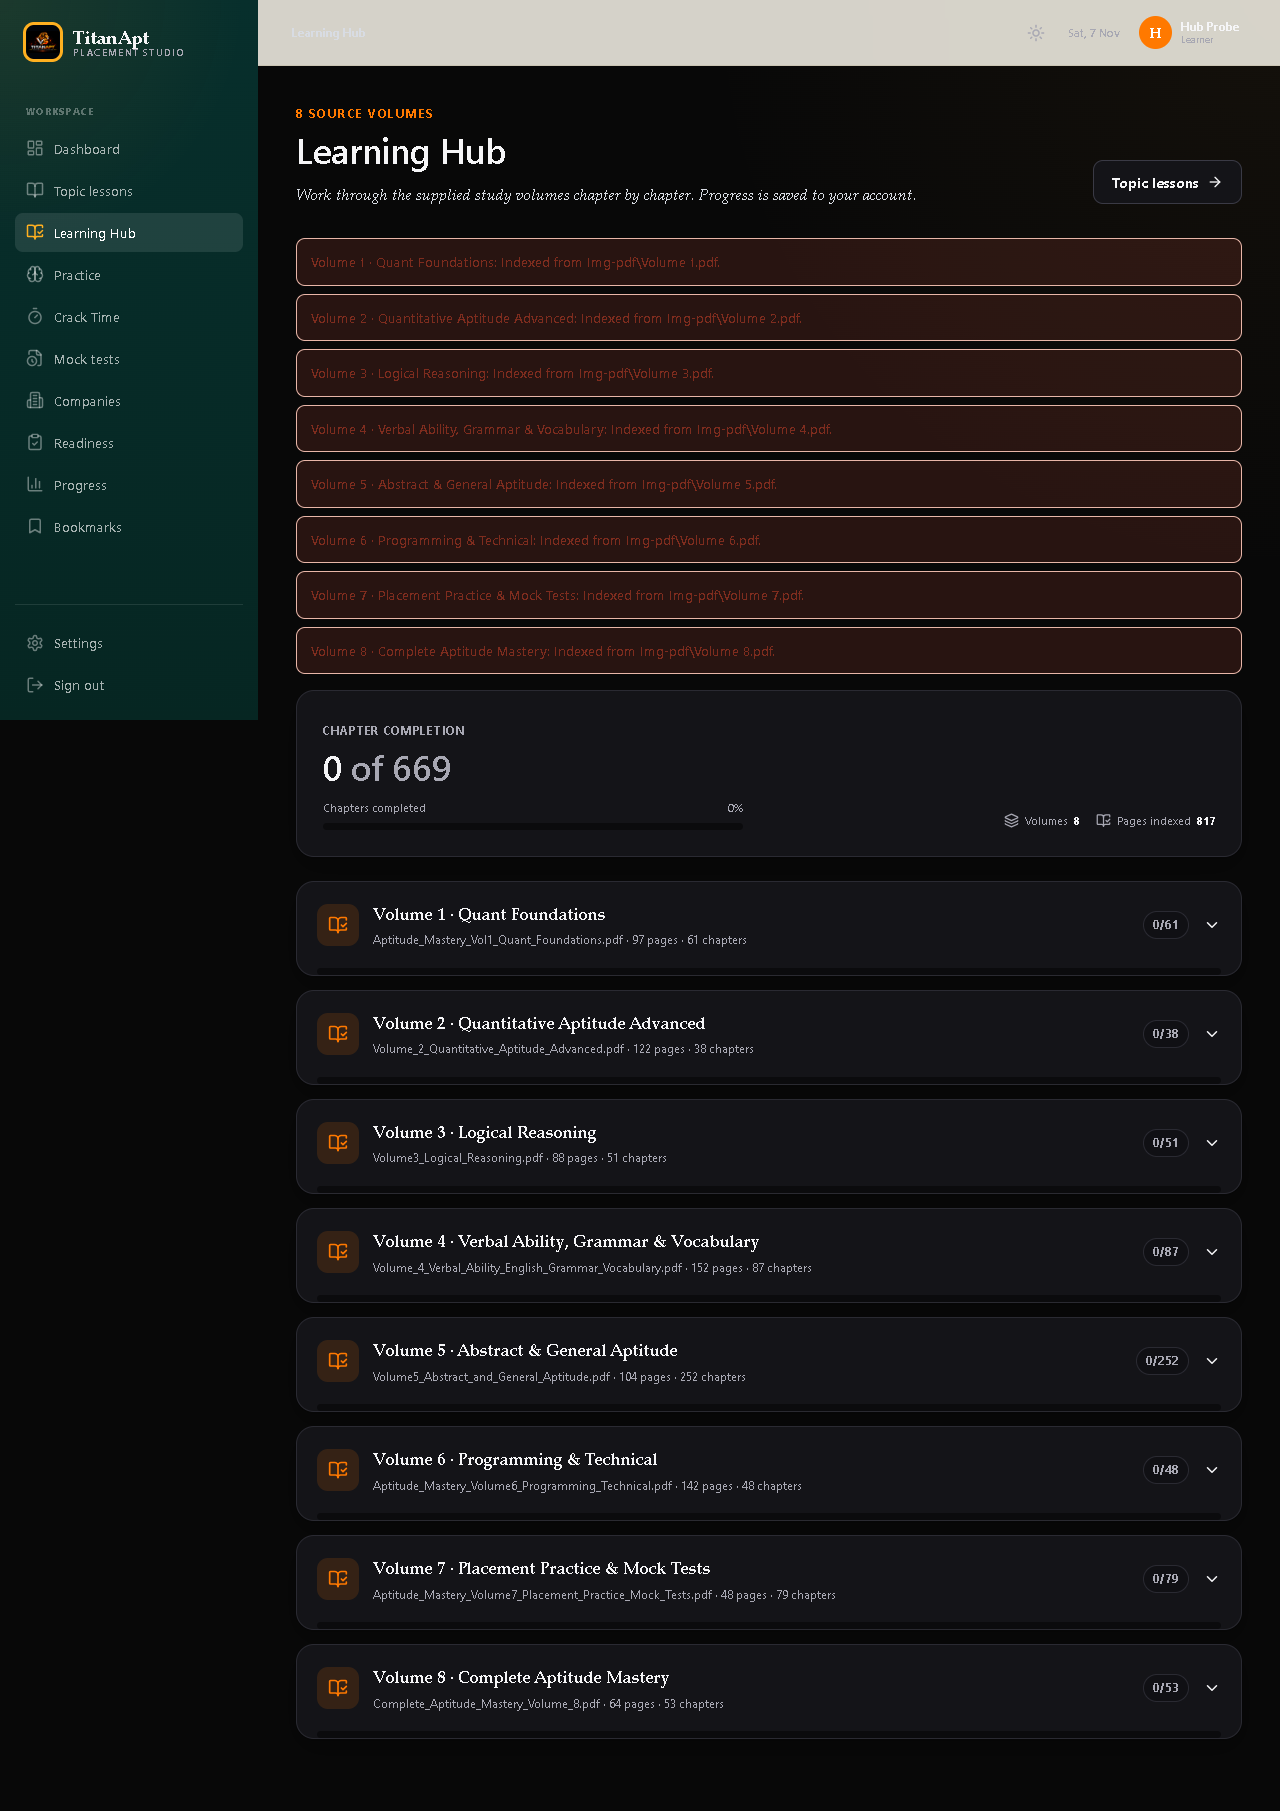 TitanApt
PLACEMENT STUDIO
WORKSPACE
Dashboard
Topic lessons
Learning Hub
Practice
Crack Time
Mock tests
Companies
Readiness
Progress
Bookmarks
Settings
Sign out
Learning Hub
Sat, 7 Nov
H
Hub Probe
Learner
8 SOURCE VOLUMES
Learning Hub
Work through the supplied study volumes chapter by chapter. Progress is saved to your account.
Topic lessons
Volume 1 · Quant Foundations: Indexed from Img-pdf\Volume 1.pdf.
Volume 2 · Quantitative Aptitude Advanced: Indexed from Img-pdf\Volume 2.pdf.
Volume 3 · Logical Reasoning: Indexed from Img-pdf\Volume 3.pdf.
Volume 4 · Verbal Ability, Grammar & Vocabulary: Indexed from Img-pdf\Volume 4.pdf.
Volume 5 · Abstract & General Aptitude: Indexed from Img-pdf\Volume 5.pdf.
Volume 6 · Programming & Technical: Indexed from Img-pdf\Volume 6.pdf.
Volume 7 · Placement Practice & Mock Tests: Indexed from Img-pdf\Volume 7.pdf.
Volume 8 · Complete Aptitude Mastery: Indexed from Img-pdf\Volume 8.pdf.
CHAPTER COMPLETION
0 of 669
Chapters completed 0%
Volumes 8 Pages indexed 817
Volume 1 · Quant Foundations
Aptitude_Mastery_Vol1_Quant_Foundations.pdf · 97 pages · 61 chapters
0/61
Volume 2 · Quantitative Aptitude Advanced
Volume_2_Quantitative_Aptitude_Advanced.pdf · 122 pages · 38 chapters
0/38
Volume 3 · Logical Reasoning
Volume3_Logical_Reasoning.pdf · 88 pages · 51 chapters
0/51
Volume 4 · Verbal Ability, Grammar & Vocabulary
Volume_4_Verbal_Ability_English_Grammar_Vocabulary.pdf · 152 pages · 87 chapters
0/87
Volume 5 · Abstract & General Aptitude
Volume5_Abstract_and_General_Aptitude.pdf · 104 pages · 252 chapters
0/252
Volume 6 · Programming & Technical
Aptitude_Mastery_Volume6_Programming_Technical.pdf · 142 pages · 48 chapters
0/48
Volume 7 · Placement Practice & Mock Tests
Aptitude_Mastery_Volume7_Placement_Practice_Mock_Tests.pdf · 48 pages · 79 chapters
0/79
Volume 8 · Complete Aptitude Mastery
Complete_Aptitude_Mastery_Volume_8.pdf · 64 pages · 53 chapters
0/53